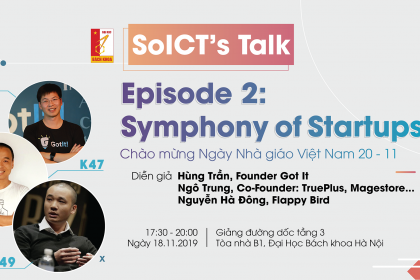 SoICT's Talk
Episode 2:
Symphony of Startups
Chào mừng Ngày Nhà giáo Việt Nam 20 - 11
Diễn giả Hùng Trần, Founder Got It
Ngô Trung, Co-Founder: TruePlus, Magestore...
Nguyễn Hà Đông, Flappy Bird
17:30 - 20:00
Ngày 18.11.2019
Giảng đường dốc tầng 3
Tòa nhà B1, Đại Học Bách khoa Hà Nội
GotIt!
K47
49
x